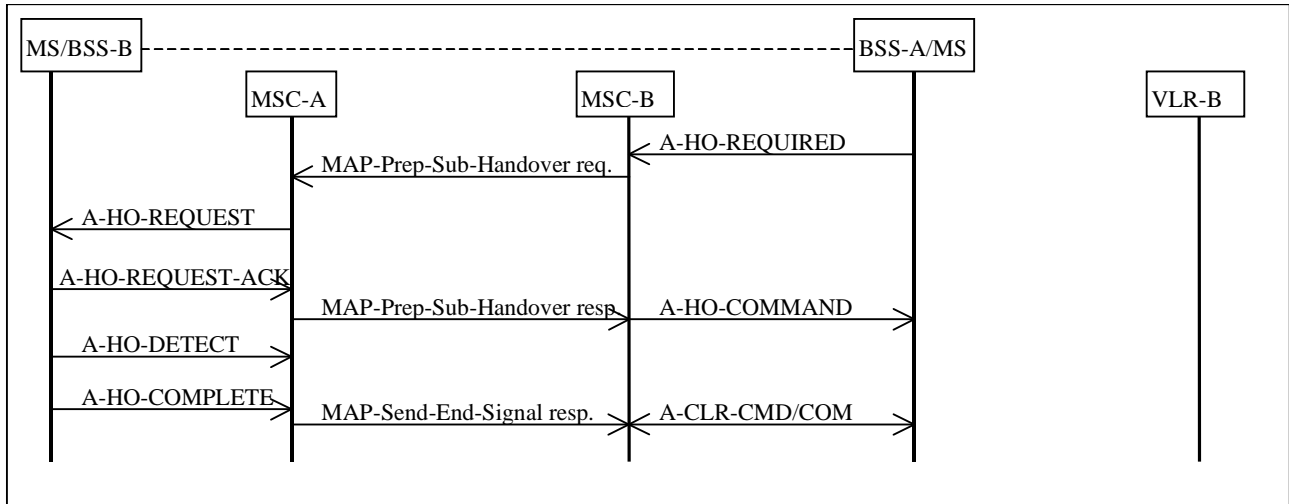 MS/BSS-B
BSS-A/MS
MSC-A
MSC-B
VLR-B
A-HO-REQUIRED
MAP-Prep-Sub-Handover req.
A-HO-REQUEST
A-HO-REQUEST-ACK
MAP-Prep-Sub-Handover resp
A-HO-COMMAND
A-HO-DETECT
A-HO-COMPLETE
MAP-Send-End-Signal resp.
A-CLR-CMD/COM